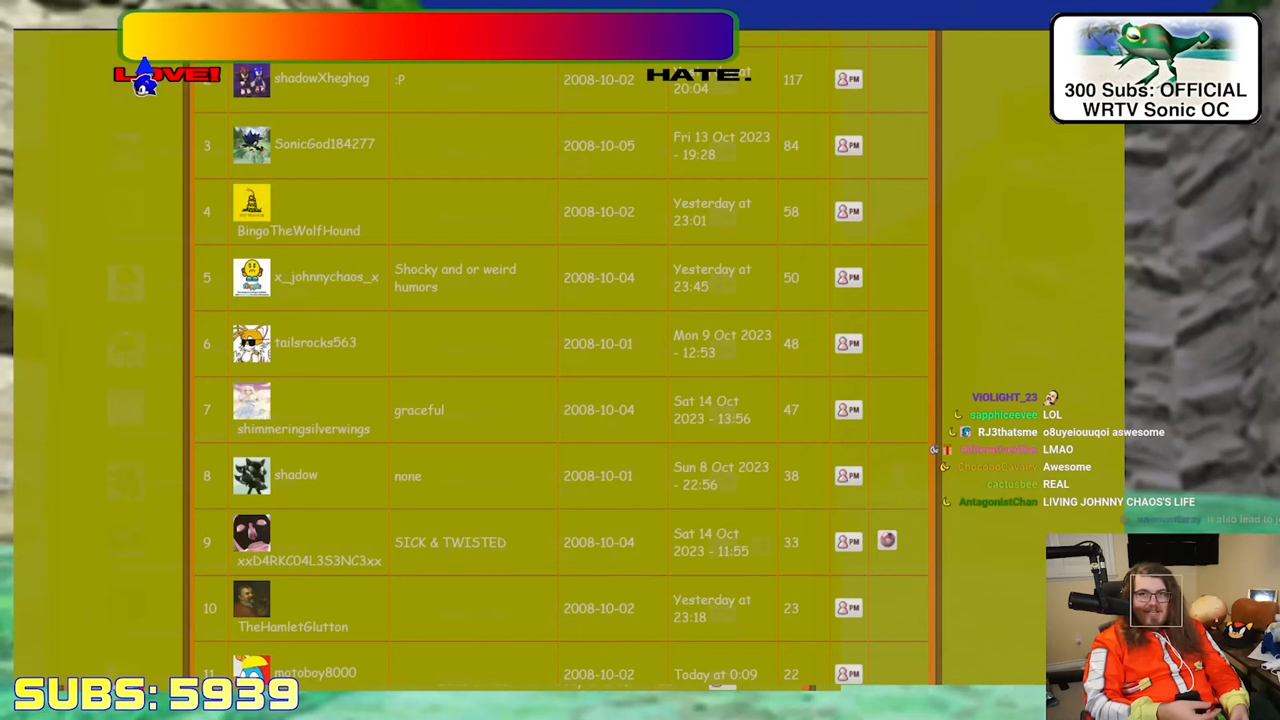 LOVE!
HATE.
300 Subs: OFFICIAL
WRTV Sonic OC
shadowXheghog :P 2008-10-02 20:04 117 PM
3 SonicGod184277 2008-10-05 Fri 13 Oct 2023 - 19:28 84 PM
4 BingoTheWolfHound 2008-10-02 Yesterday at 23:01 58 PM
5 x_johnnychaos_x Shocky and or weird humors 2008-10-04 Yesterday at 23:45 50 PM
6 tailsrocks563 2008-10-01 Mon 9 Oct 2023 - 12:53 48 PM
7 shimmeringsilverwings graceful 2008-10-04 Sat 14 Oct 2023 - 13:56 47 PM
8 shadow none 2008-10-01 Sun 8 Oct 2023 - 22:56 38 PM
9 xxD4RKC04L3S3NC3xx SICK & TWISTED 2008-10-04 Sat 14 Oct 2023 - 11:55 33 PM
10 TheHamletGlutton 2008-10-02 Yesterday at 23:18 23 PM
11 motoboy8000 2008-10-02 Today at 0:09 22 PM
VIOLIGHT_23
sapphiceevee LOL
RJ3thatsme o8uyeiouuqoi aswesome
LMAO
ChocoboCavalry Awesome
cactusbee REAL
AntagonistChan LIVING JOHNNY CHAOS'S LIFE
SUBS: 5939